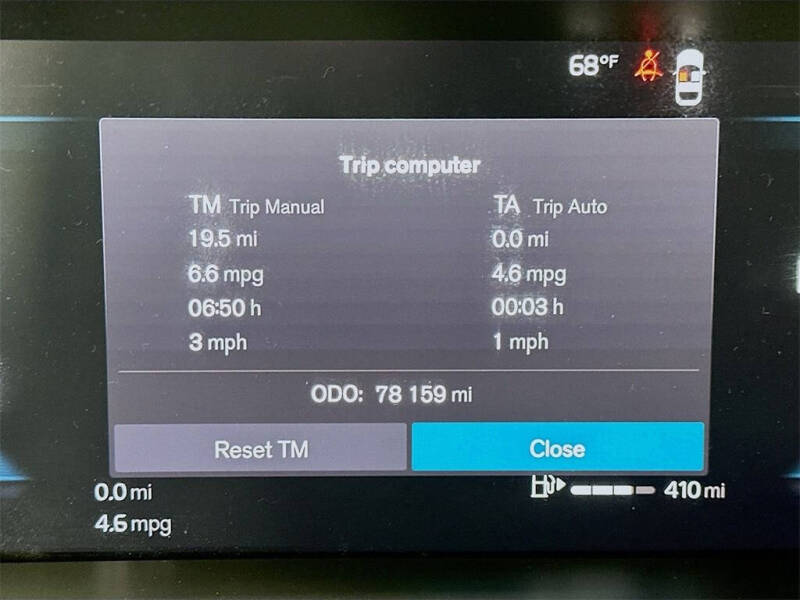 68°F
Trip computer
TM Trip Manual TA Trip Auto
19.5 mi 0.0 mi
6.6 mpg 4.6 mpg
06:50 h 00:03 h
3 mph 1 mph
ODO: 78 159 mi
Reset TM Close
0.0 mi 410 mi
4.6 mpg